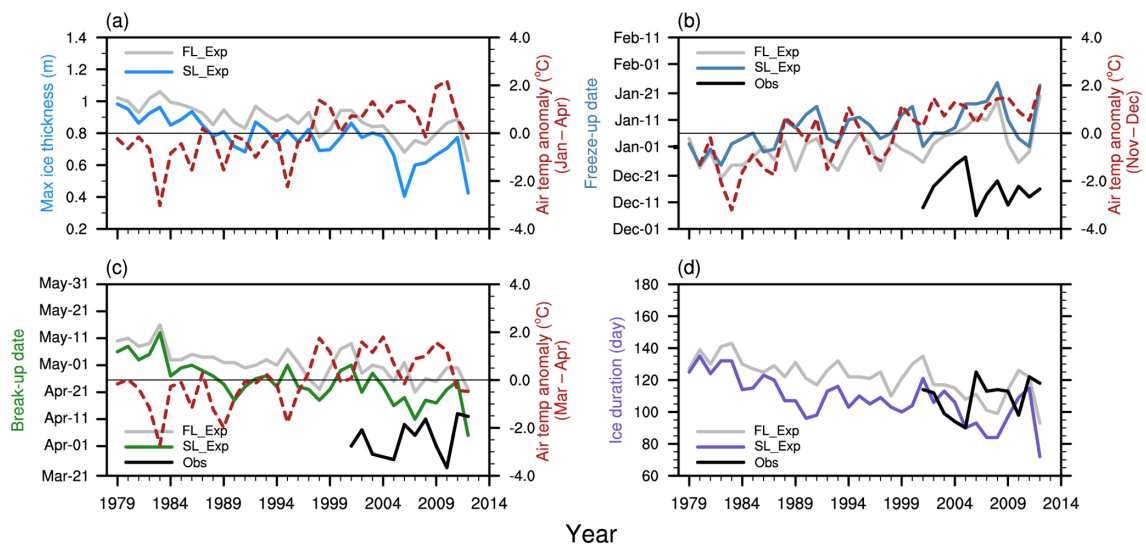 (a)
Max ice thickness (m)
1.4
1.2
1
0.8
0.6
0.4
0.2
FL_Exp
SL_Exp
4.0
2.0
0.0
-2.0
-4.0
Air temp anomaly (°C)
(Jan – Apr)
(b)
Freeze-up date
Feb-11
Feb-01
Jan-21
Jan-11
Jan-01
Dec-21
Dec-11
Dec-01
FL_Exp
SL_Exp
Obs
4.0
2.0
0.0
-2.0
-4.0
Air temp anomaly (°C)
(Nov – Dec)
(c)
Break-up date
May-31
May-21
May-11
May-01
Apr-21
Apr-11
Apr-01
Mar-21
FL_Exp
SL_Exp
Obs
4.0
2.0
0.0
-2.0
-4.0
Air temp anomaly (°C)
(Mar – Apr)
1979 1984 1989 1994 1999 2004 2009 2014
(d)
Ice duration (day)
180
160
140
120
100
80
60
FL_Exp
SL_Exp
Obs
1979 1984 1989 1994 1999 2004 2009 2014
Year